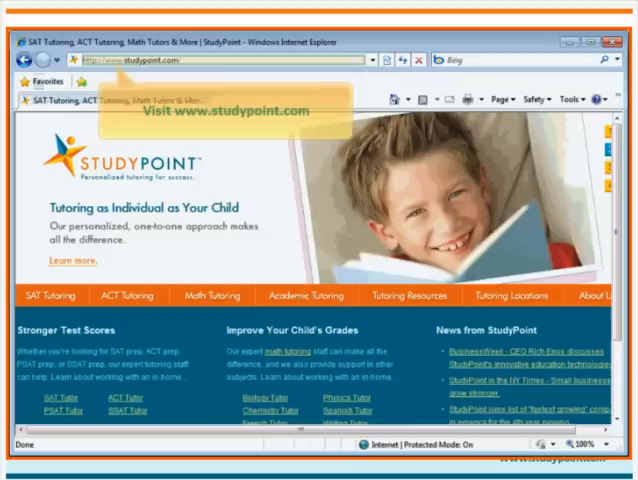 SAT Tutoring, ACT Tutoring, Math Tutors & More | StudyPoint - Windows Internet Explorer
http://www.studypoint.com/
Bing
Favorites
SAT Tutoring, ACT Tutoring, Math Tutors & Mor...
Page Safety Tools
Visit www.studypoint.com
STUDYPOINT
Personalized tutoring for success.
Tutoring as Individual as Your Child
Our personalized, one-to-one approach makes
all the difference.
Learn more.
SAT Tutoring ACT Tutoring Math Tutoring Academic Tutoring Tutoring Resources Tutoring Locations About U
Stronger Test Scores
Whether you're looking for SAT prep, ACT prep,
PSAT prep, or SSAT prep, our expert tutoring staff
can help. Learn about working with an in-home...
SAT Tutor ACT Tutor
PSAT Tutor SSAT Tutor
Improve Your Child's Grades
Our expert math tutoring staff can make all the
difference, and we also provide support in other
subjects. Learn about working with an in-home...
Biology Tutor Physics Tutor
Chemistry Tutor Spanish Tutor
French Tutor Writing Tutor
News from StudyPoint
· BusinessWeek - CEO Rich Enos discusses
StudyPoint's innovative education technologies
· StudyPoint in the NY Times - Small business
grow stronger.
· StudyPoint joins list of "fastest growing" comp
in america for the 4th year running.
Done
Internet | Protected Mode: On
100%
www.studypoint.com